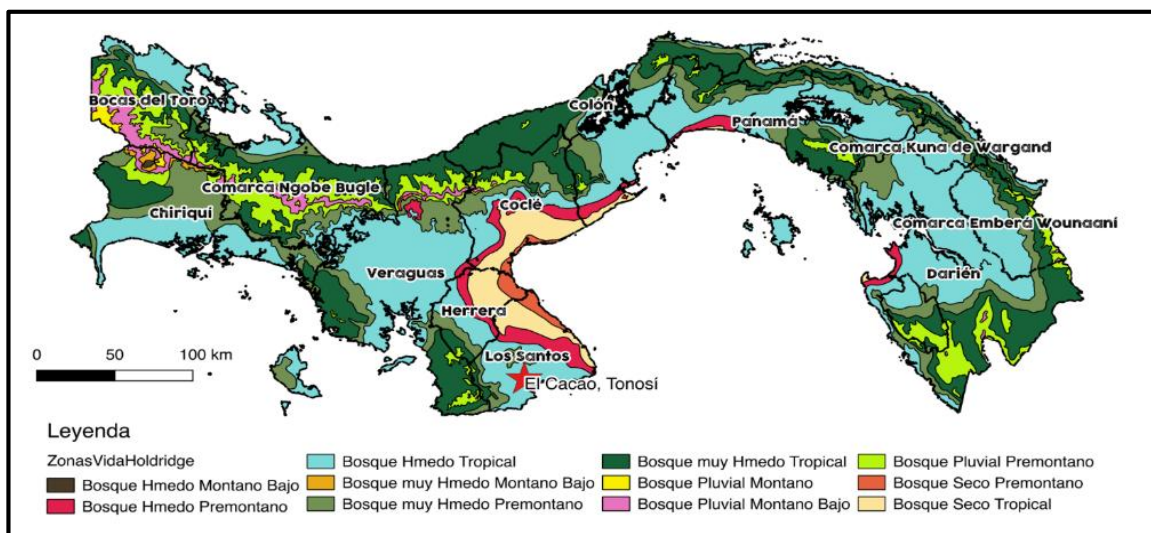 Bocas del Toro
Colón
Panamá
Comarca Kuna de Wargand
Comarca Ngobe Bugle
Chiriqui
Coclé
Comarca Emberá Wounaani
Veraguas
Darién
Herrera
0 50 100 km
Los Santos
El Cacao, Tonosí
Leyenda
ZonasVidaHoldridge
Bosque Hmedo Montano Bajo
Bosque Hmedo Premontano
Bosque Hmedo Tropical
Bosque muy Hmedo Montano Bajo
Bosque muy Hmedo Premontano
Bosque muy Hmedo Tropical
Bosque Pluvial Montano
Bosque Pluvial Montano Bajo
Bosque Pluvial Premontano
Bosque Seco Premontano
Bosque Seco Tropical